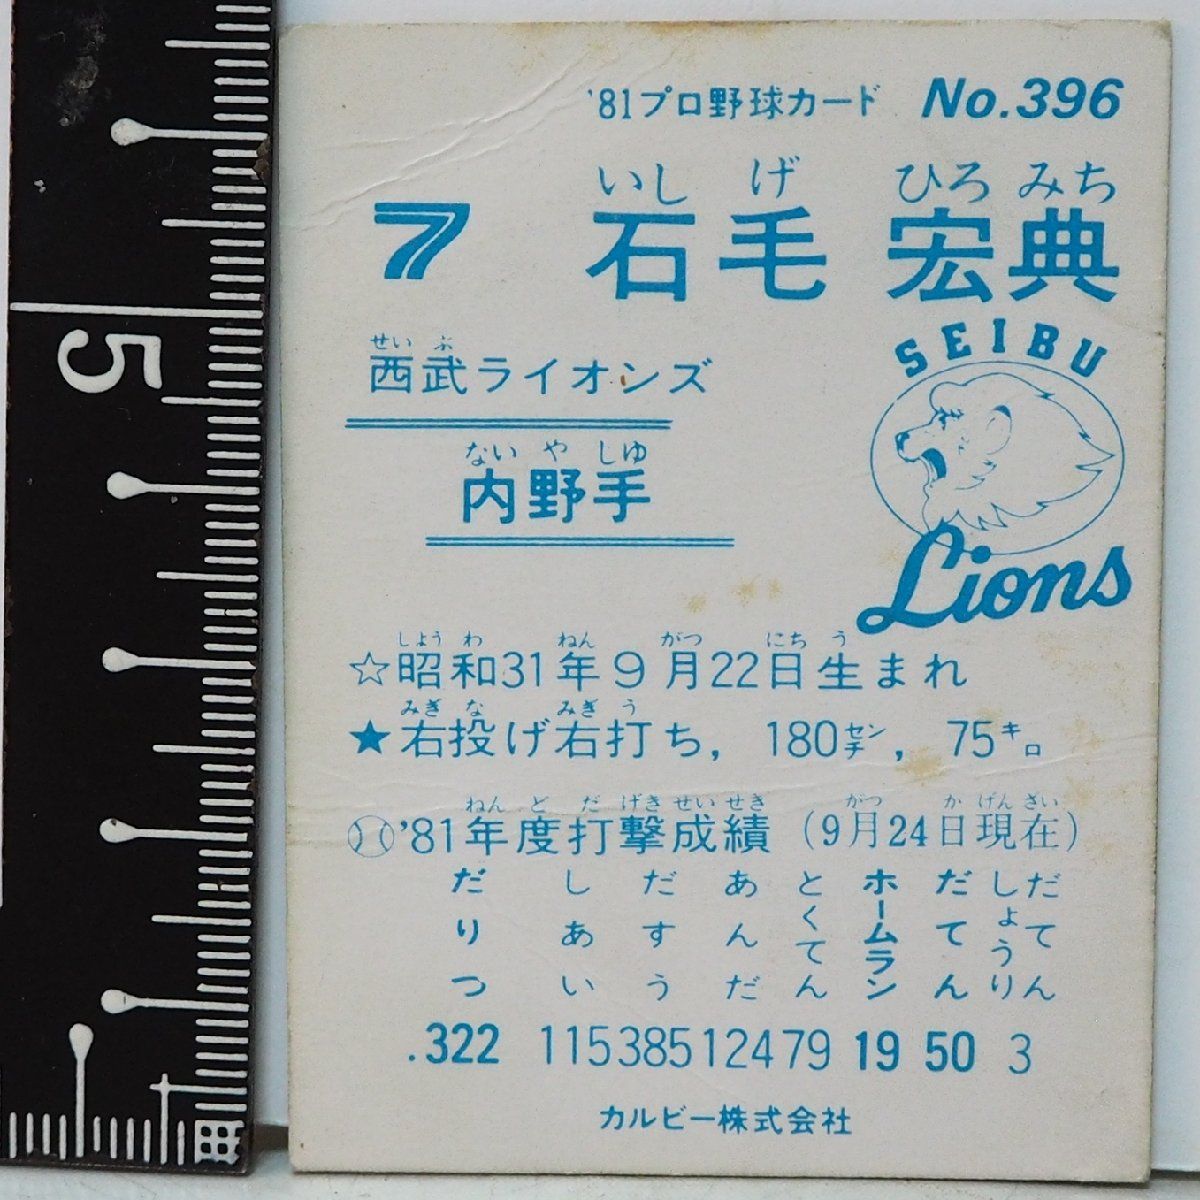 5
'81プロ野球カード No.396
いし げ ひろ みち
7 石毛 宏典
せい ぶ
西武ライオンズ
SEIBU
Lions
ない や しゆ
内野手
しよう わ ねん がつ にち う
☆昭和31年9月22日生まれ
みぎ な みぎ う
★右投げ右打ち, 180センチ, 75キロ
ねん ど だ げき せい せき がつ か げん ざい
'81年度打撃成績 (9月24日現在)
だりつ しあい だすう あんだ とくてん ホームラン だてん しょうり だてん
.322 115 385 124 79 19 50 3
カルビー株式会社